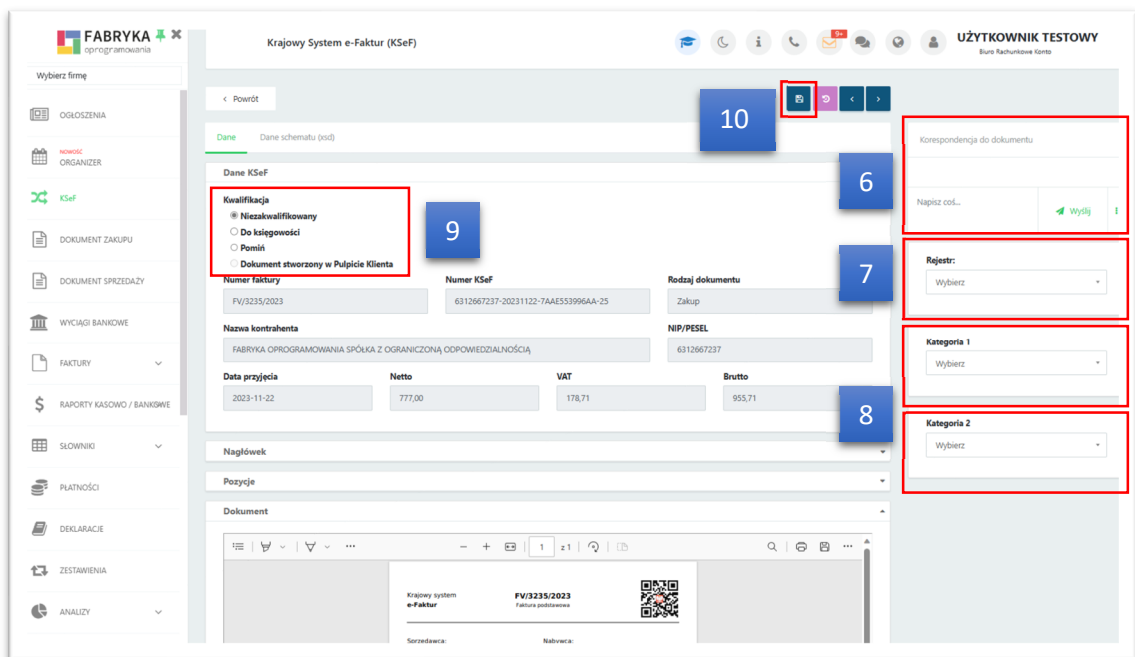 FABRYKA
oprogramowania
Krajowy System e-Faktur (KSeF)
9+
UŻYTKOWNIK TESTOWY
Biuro Rachunkowe Konto
Wybierz firmę
OGŁOSZENIA
NOWOŚĆ
ORGANIZER
KSeF
DOKUMENT ZAKUPU
DOKUMENT SPRZEDAŻY
WYCIĄGI BANKOWE
FAKTURY
RAPORTY KASOWO / BANKOWE
SŁOWNIKI
PŁATNOŚCI
DEKLARACJE
ZESTAWIENIA
ANALIZY
< Powrót
10
Dane Dane schematu (xsd)
Dane KSeF
Kwalifikacja
Niezakwalifikowany
Do księgowości
Pomiń
Dokument stworzony w Pulpicie Klienta
9
Numer faktury Numer KSeF Rodzaj dokumentu
FV/3235/2023 6312667237-20231122-7AAE553996AA-25 Zakup
Nazwa kontrahenta NIP/PESEL
FABRYKA OPROGRAMOWANIA SPÓŁKA Z OGRANICZONĄ ODPOWIEDZIALNOŚCIĄ 6312667237
Data przyjęcia Netto VAT Brutto
2023-11-22 777,00 178,71 955,71
Nagłówek
Pozycje
Dokument
1 z 1
Krajowy system
e-Faktur
FV/3235/2023
Faktura podstawowa
Sprzedawca: Nabywca:
6
Korespondencja do dokumentu
Napisz coś...
Wyślij
7
Rejestr:
Wybierz
8
Kategoria 1
Wybierz
Kategoria 2
Wybierz